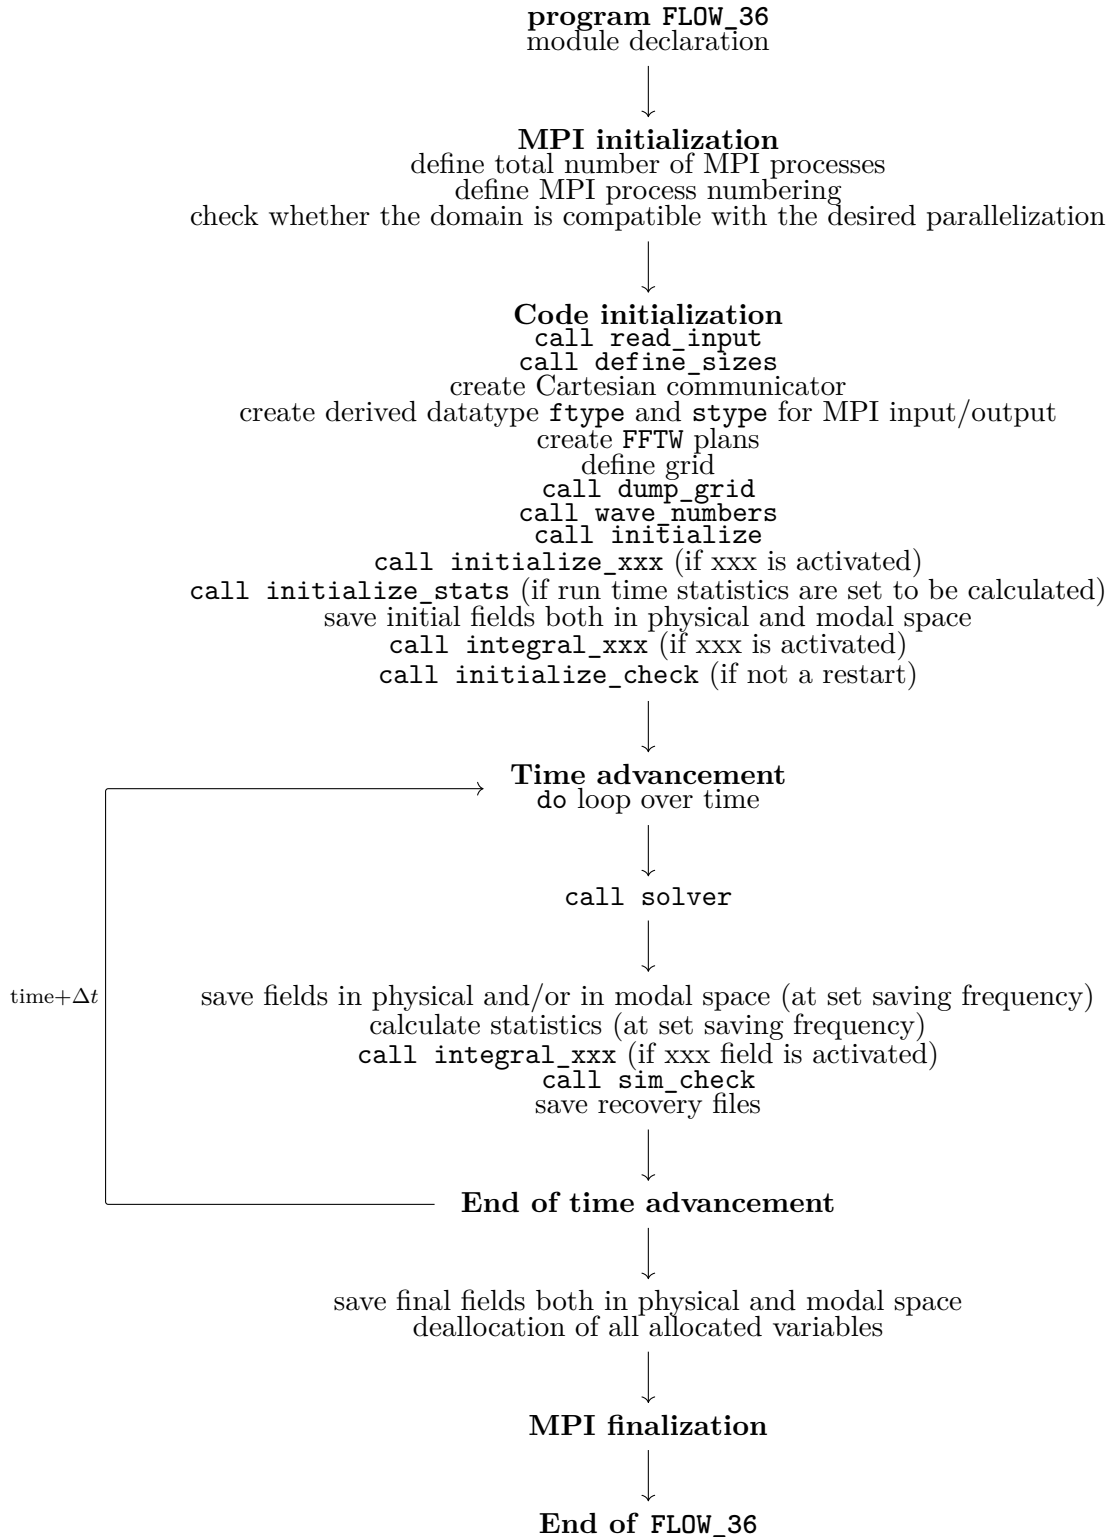 program FLOW_36
module declaration
MPI initialization
define total number of MPI processes
define MPI process numbering
check whether the domain is compatible with the desired parallelization
Code initialization
call read_input
call define_sizes
create Cartesian communicator
create derived datatype ftype and stype for MPI input/output
create FFTW plans
define grid
call dump_grid
call wave_numbers
call initialize
call initialize_xxx (if xxx is activated)
call initialize_stats (if run time statistics are set to be calculated)
save initial fields both in physical and modal space
call integral_xxx (if xxx is activated)
call initialize_check (if not a restart)
Time advancement
do loop over time
call solver
time+Δt
save fields in physical and/or in modal space (at set saving frequency)
calculate statistics (at set saving frequency)
call integral_xxx (if xxx field is activated)
call sim_check
save recovery files
End of time advancement
save final fields both in physical and modal space
deallocation of all allocated variables
MPI finalization
End of FLOW_36